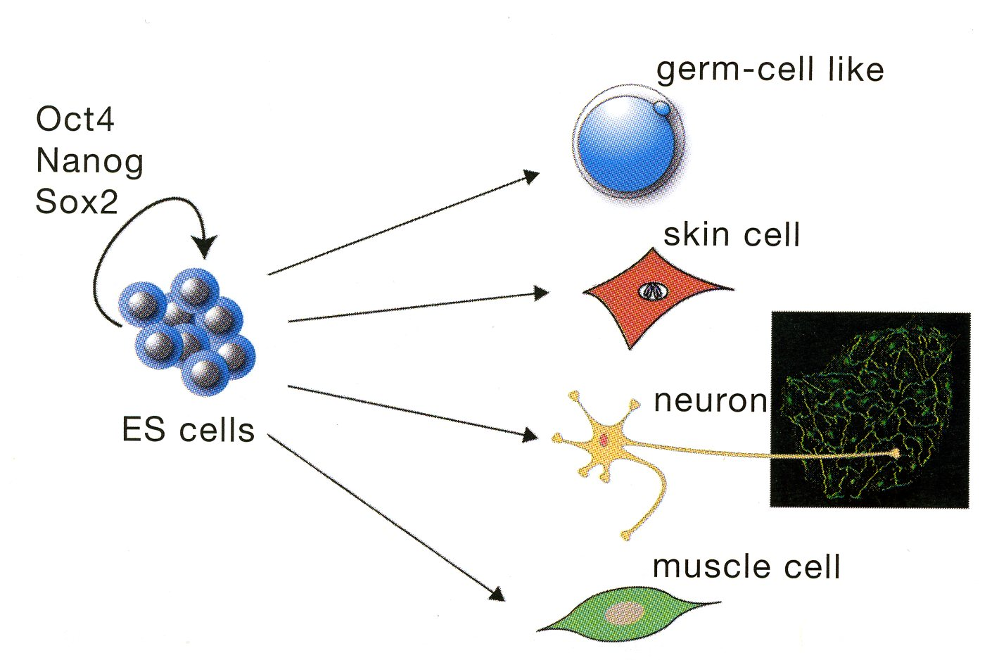 germ-cell like
Oct4
Nanog
Sox2
skin cell
neuron
ES cells
muscle cell